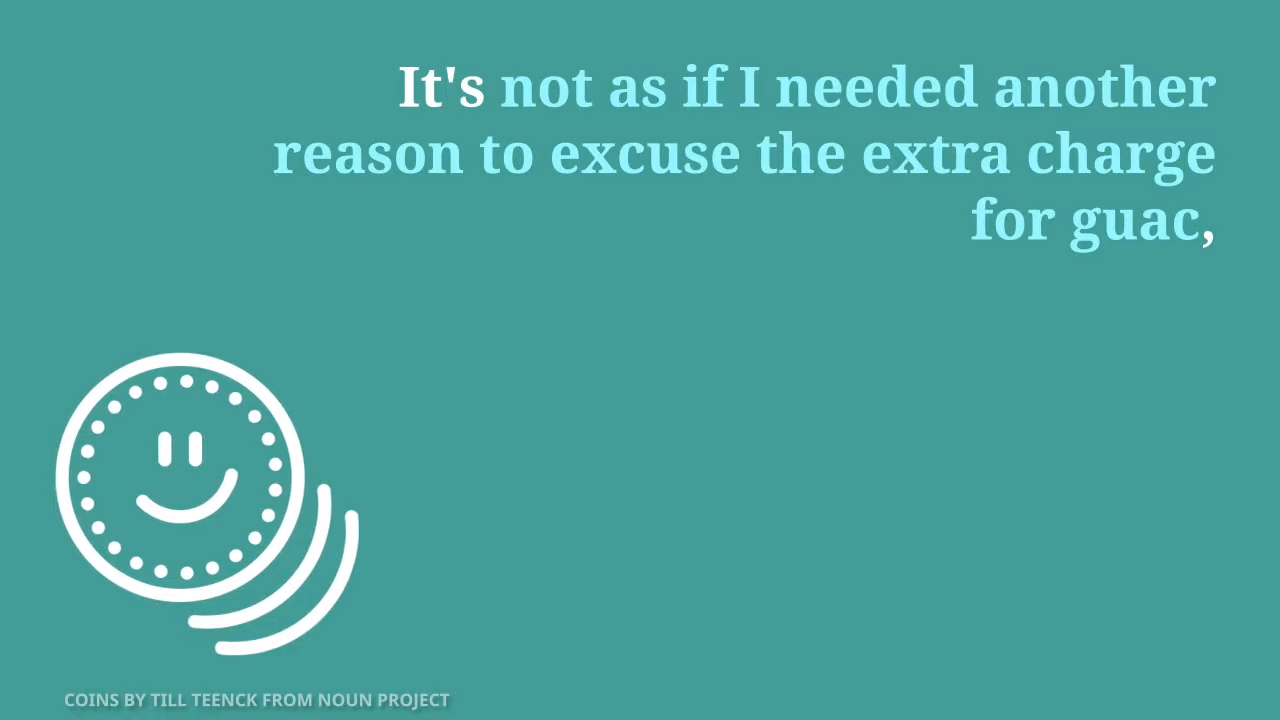 It's not as if I needed another
reason to excuse the extra charge
for guac,
COINS BY TILL TEENCK FROM NOUN PROJECT